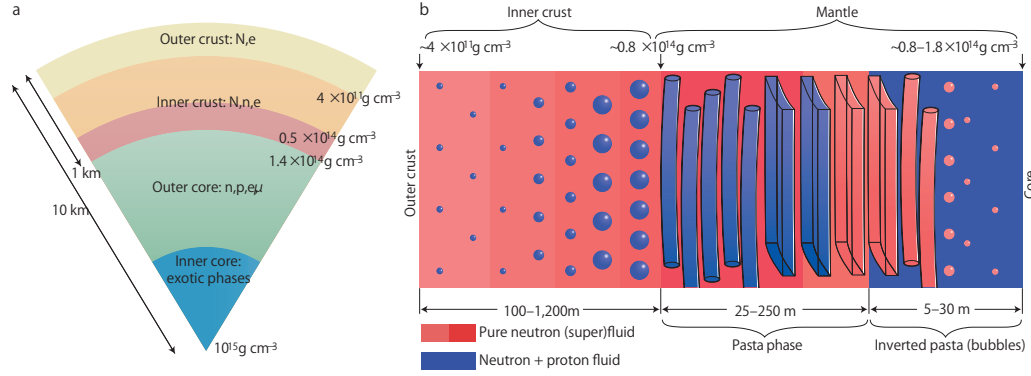 a
Outer crust: N,e
4 ×10¹¹g cm⁻³
Inner crust: N,n,e
0.5 ×10¹⁴g cm⁻³
1.4 ×10¹⁴g cm⁻³
1 km
10 km
Outer core: n,p,e,μ
Inner core:
exotic phases
10¹⁵g cm⁻³
b
Inner crust
Mantle
~4 ×10¹¹g cm⁻³
~0.8 ×10¹⁴g cm⁻³
~0.8–1.8×10¹⁴g cm⁻³
Outer crust
Core
100–1,200m
25–250 m
5–30 m
Pure neutron (super)fluid
Neutron + proton fluid
Pasta phase
Inverted pasta (bubbles)